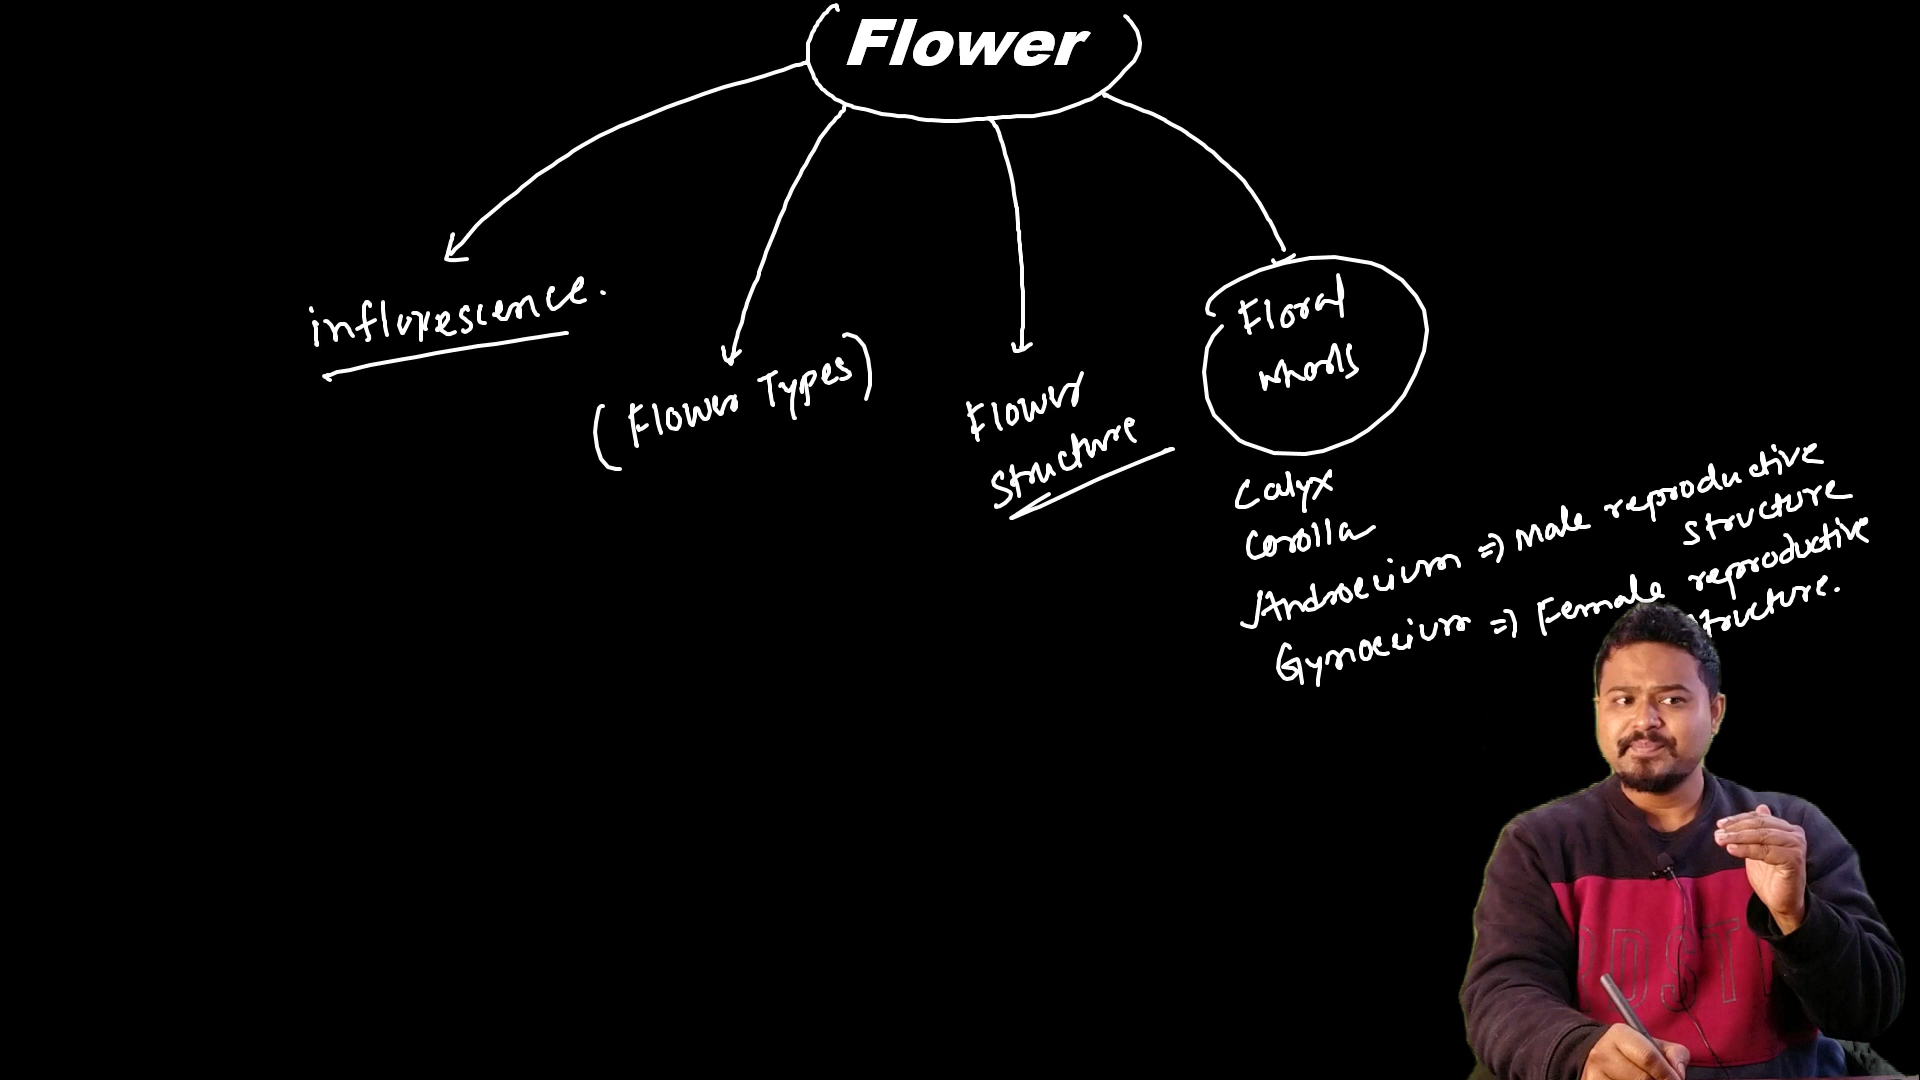 Flower
inflorescence.
(Flower Types)
Flower
structure
Floral
whorls
Calyx
Corolla
Androecium => Male reproductive
structure
Gynoecium => Female reproductive
structure.